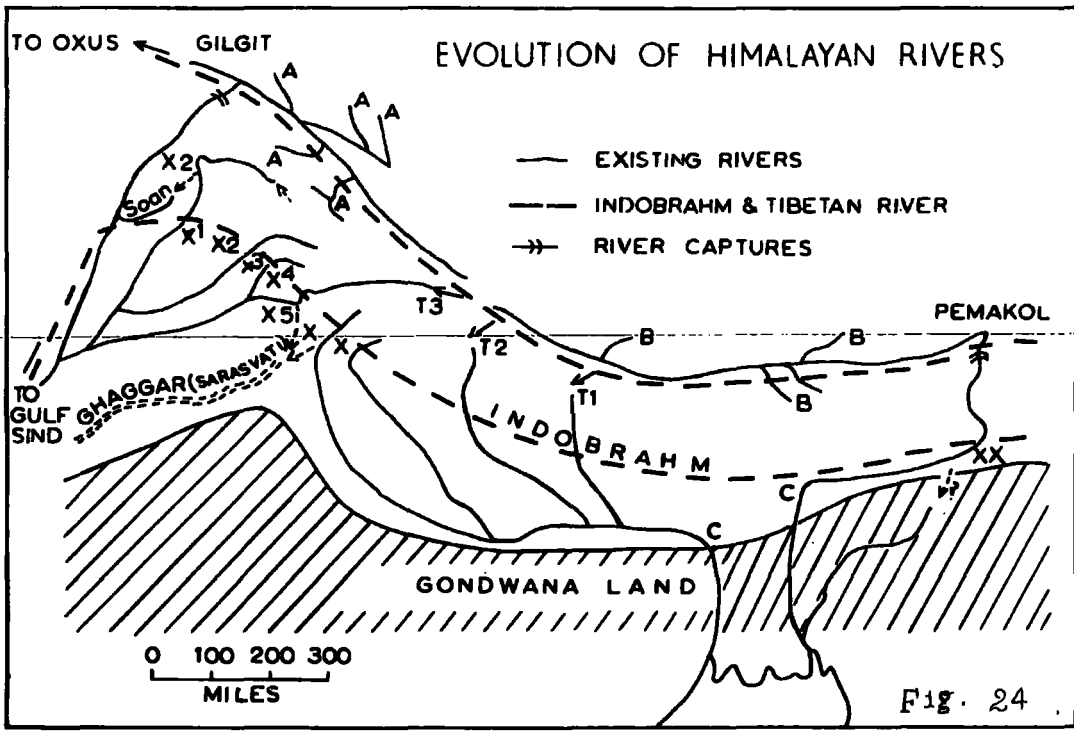 EVOLUTION OF HIMALAYAN RIVERS
TO OXUS
GILGIT
A
A
A
A
A
EXISTING RIVERS
INDOBRAHM & TIBETAN RIVER
RIVER CAPTURES
X2
Soan
X1
X2
X3
X4
X5
X
X
T3
T2
T1
B
B
B
PEMAKOL
TO
GULF
SIND
GHAGGAR (SARASVATI)
INDOBRAHM
XX
?
C
C
GONDWANA LAND
0 100 200 300
MILES
Fig. 24